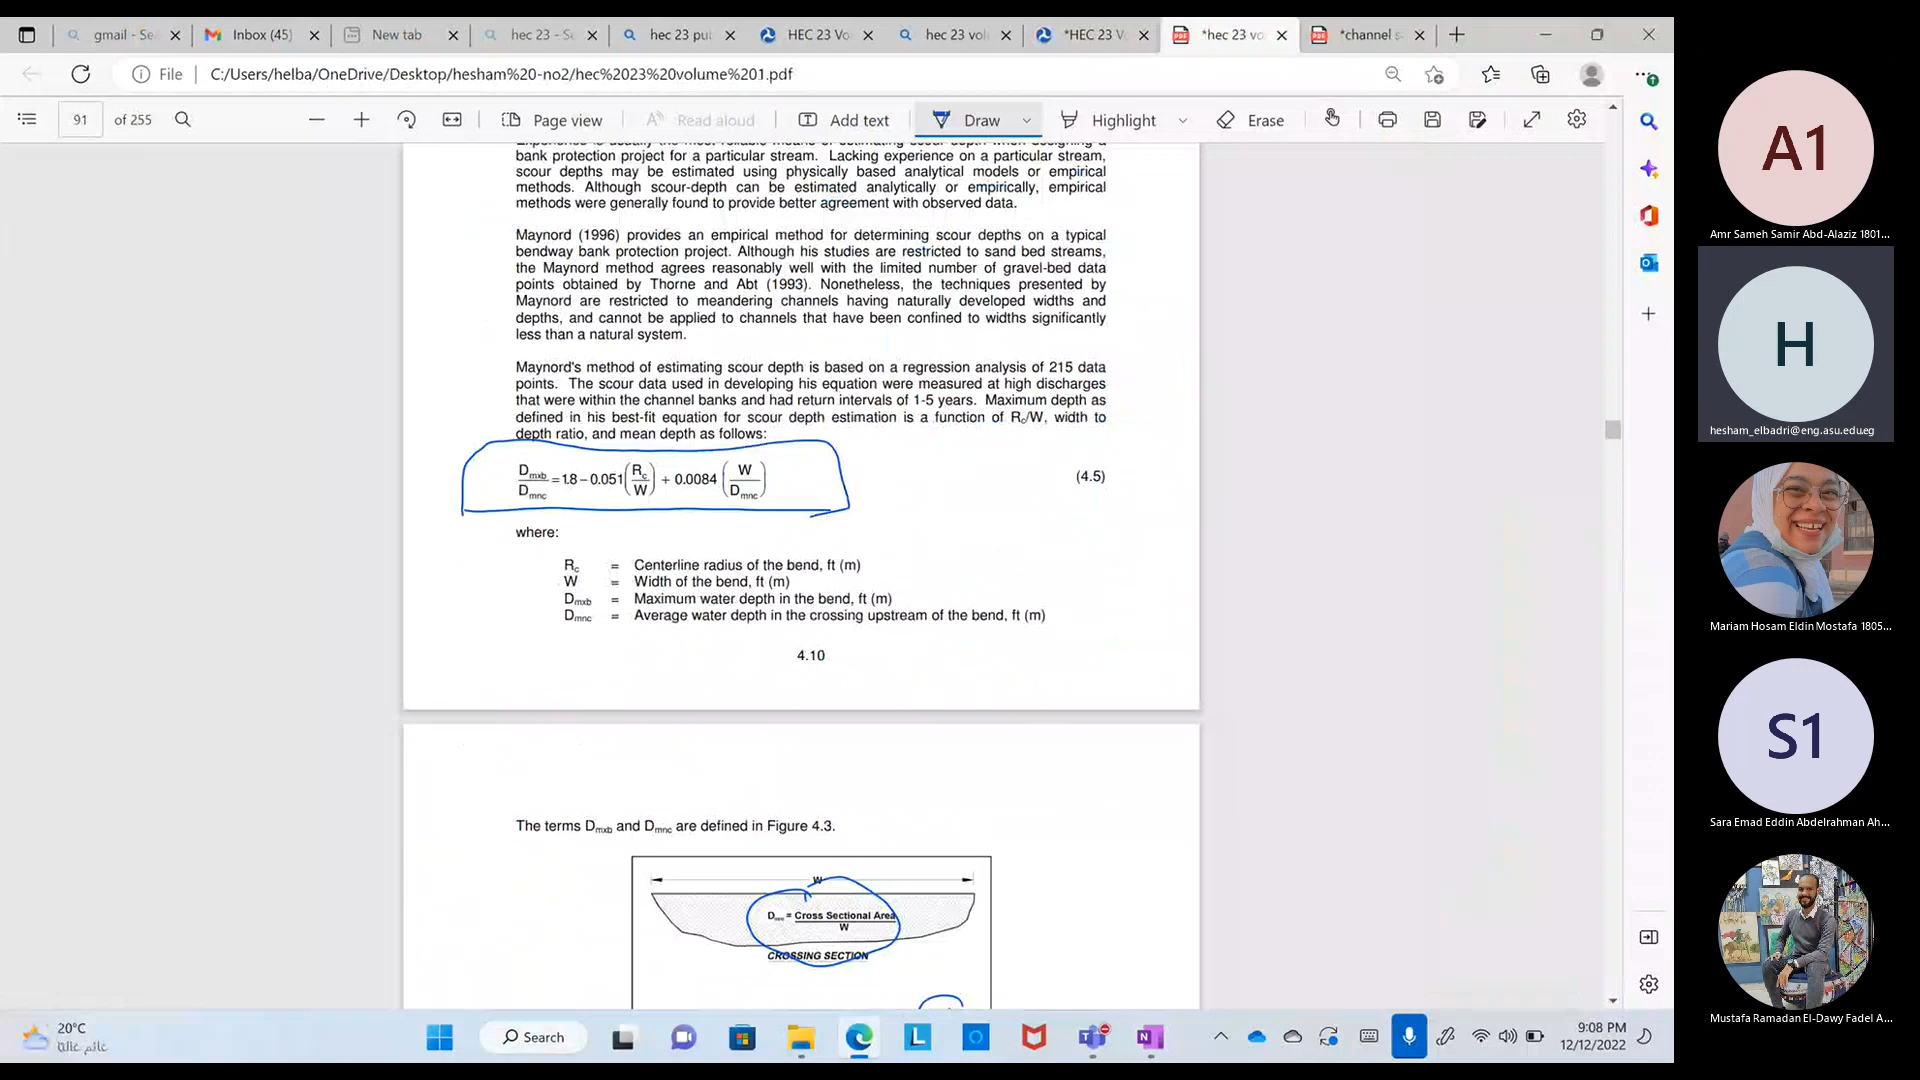 gmail - Se
Inbox (45)
New tab
hec 23 - Se
hec 23 pu
HEC 23 Vo
hec 23 vol
*HEC 23 V
*hec 23 vo
*channel s
File
C:/Users/helba/OneDrive/Desktop/hesham%20-no2/hec%2023%20volume%201.pdf
91 of 255
Page view
Read aloud
Add text
Draw
Highlight
Erase
bank protection project for a particular stream. Lacking experience on a particular stream,
scour depths may be estimated using physically based analytical models or empirical
methods. Although scour-depth can be estimated analytically or empirically, empirical
methods were generally found to provide better agreement with observed data.
Maynord (1996) provides an empirical method for determining scour depths on a typical
bendway bank protection project. Although his studies are restricted to sand bed streams,
the Maynord method agrees reasonably well with the limited number of gravel-bed data
points obtained by Thorne and Abt (1993). Nonetheless, the techniques presented by
Maynord are restricted to meandering channels having naturally developed widths and
depths, and cannot be applied to channels that have been confined to widths significantly
less than a natural system.
Maynord's method of estimating scour depth is based on a regression analysis of 215 data
points. The scour data used in developing his equation were measured at high discharges
that were within the channel banks and had return intervals of 1-5 years. Maximum depth as
defined in his best-fit equation for scour depth estimation is a function of Rc/W, width to
depth ratio, and mean depth as follows:
Dmxb/Dmnc = 1.8 – 0.051 (Rc/W) + 0.0084 (W/Dmnc) (4.5)
where:
Rc = Centerline radius of the bend, ft (m)
W = Width of the bend, ft (m)
Dmxb = Maximum water depth in the bend, ft (m)
Dmnc = Average water depth in the crossing upstream of the bend, ft (m)
4.10
The terms Dmxb and Dmnc are defined in Figure 4.3.
W
Dmnc = Cross Sectional Area
W
CROSSING SECTION
A1
Amr Sameh Samir Abd-Alaziz 1801...
H
hesham_elbadri@eng.asu.edu.eg
Mariam Hosam Eldin Mostafa 1805...
S1
Sara Emad Eddin Abdelrahman Ah...
Mustafa Ramadan El-Dawy Fadel A...
20°C
غائم غالبًا
Search
9:08 PM
12/12/2022